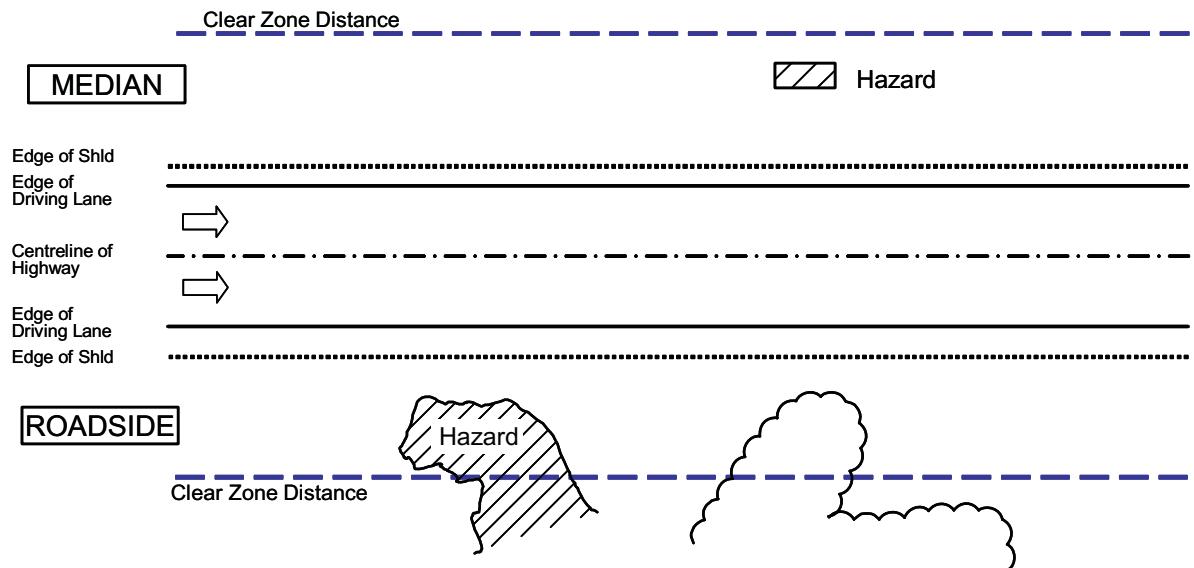 Clear Zone Distance
MEDIAN
Hazard
Edge of Shld
Edge of
Driving Lane
Centreline of
Highway
Edge of
Driving Lane
Edge of Shld
ROADSIDE
Hazard
Clear Zone Distance